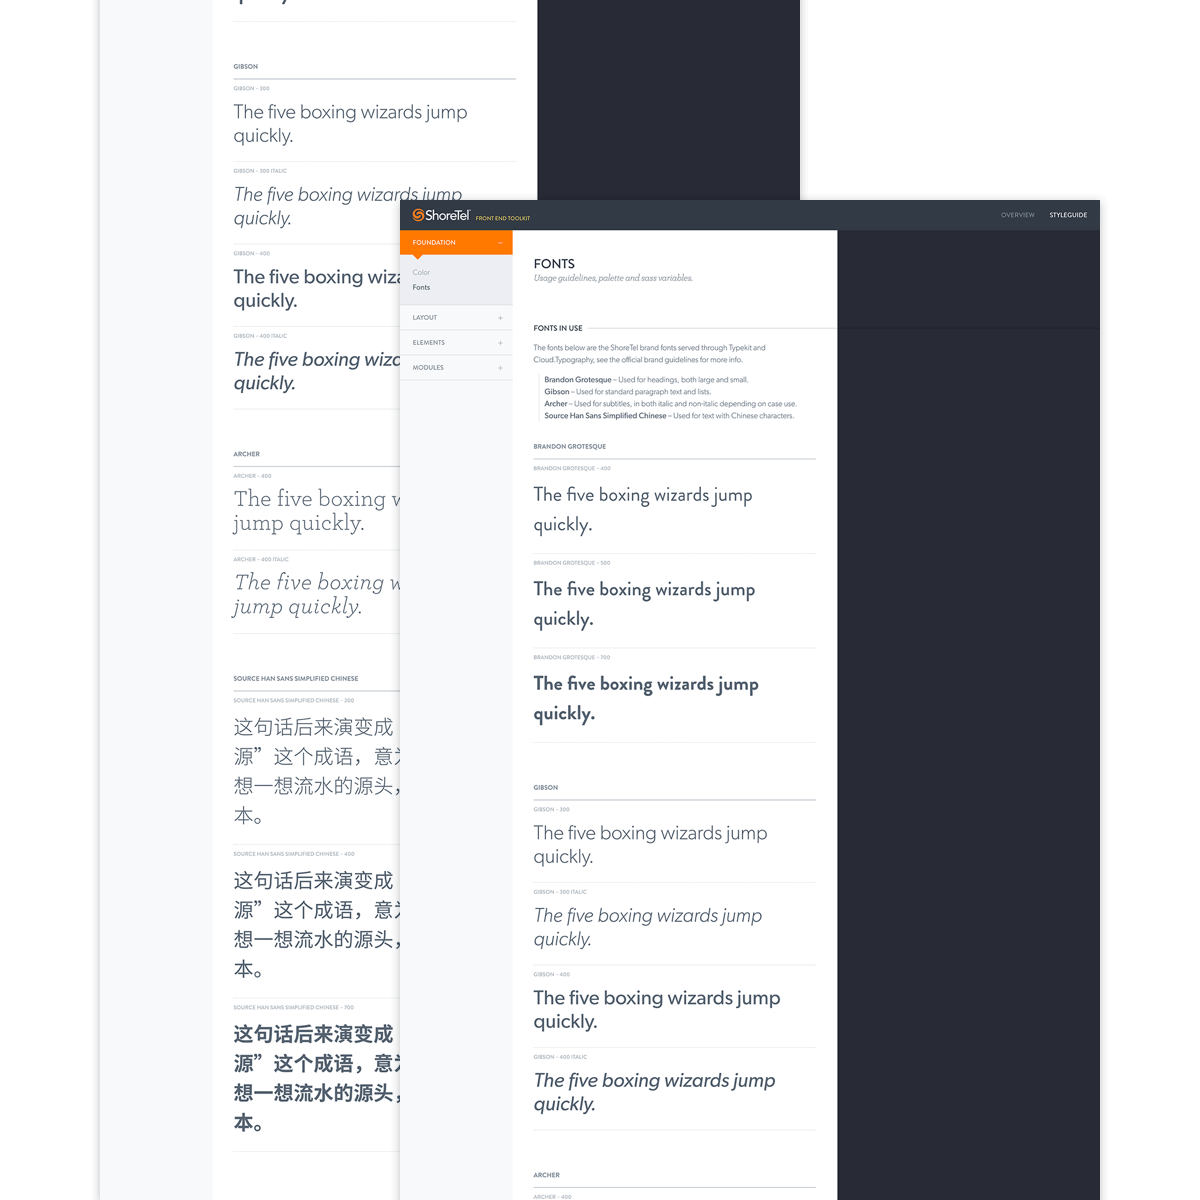 GIBSON
GIBSON – 300
The five boxing wizards jump
quickly.
GIBSON – 300 ITALIC
The five boxing wizards jump
quickly.
GIBSON – 400
The five boxing wiz
quickly.
GIBSON – 400 ITALIC
The five boxing wiz
quickly.
ARCHER
ARCHER – 400
The five boxing
jump quickly.
ARCHER – 400 ITALIC
The five boxing
jump quickly.
SOURCE HAN SANS SIMPLIFIED CHINESE
SOURCE HAN SANS SIMPLIFIED CHINESE – 200
这句话后来演变成
源”这个成语，意
想一想流水的源头，
本。
SOURCE HAN SANS SIMPLIFIED CHINESE – 400
这句话后来演变成
源”这个成语，意
想一想流水的源头，
本。
SOURCE HAN SANS SIMPLIFIED CHINESE – 700
这句话后来演变成
源”这个成语，意
想一想流水的源头，
本。
ShoreTel FRONT END TOOLKIT
OVERVIEW STYLEGUIDE
FOUNDATION –
Color
Fonts
LAYOUT +
ELEMENTS +
MODULES +
FONTS
Usage guidelines, palette and sass variables.
FONTS IN USE
The fonts below are the ShoreTel brand fonts served through Typekit and
Cloud.Typography, see the official brand guidelines for more info.
Brandon Grotesque – Used for headings, both large and small.
Gibson – Used for standard paragraph text and lists.
Archer – Used for subtitles, in both italic and non-italic depending on case use.
Source Han Sans Simplified Chinese – Used for text with Chinese characters.
BRANDON GROTESQUE
BRANDON GROTESQUE – 400
The five boxing wizards jump
quickly.
BRANDON GROTESQUE – 500
The five boxing wizards jump
quickly.
BRANDON GROTESQUE – 700
The five boxing wizards jump
quickly.
GIBSON
GIBSON – 300
The five boxing wizards jump
quickly.
GIBSON – 300 ITALIC
The five boxing wizards jump
quickly.
GIBSON – 400
The five boxing wizards jump
quickly.
GIBSON – 400 ITALIC
The five boxing wizards jump
quickly.
ARCHER
ARCHER – 400